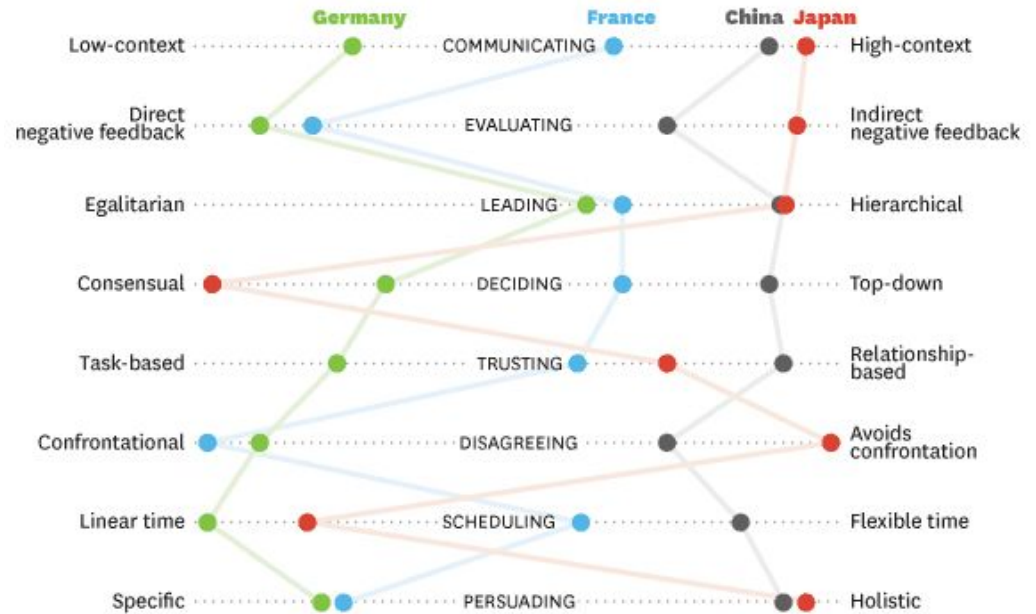 Germany France China Japan
Low-context COMMUNICATING High-context
Direct
negative feedback EVALUATING Indirect
negative feedback
Egalitarian LEADING Hierarchical
Consensual DECIDING Top-down
Task-based TRUSTING Relationship-
based
Confrontational DISAGREEING Avoids
confrontation
Linear time SCHEDULING Flexible time
Specific PERSUADING Holistic